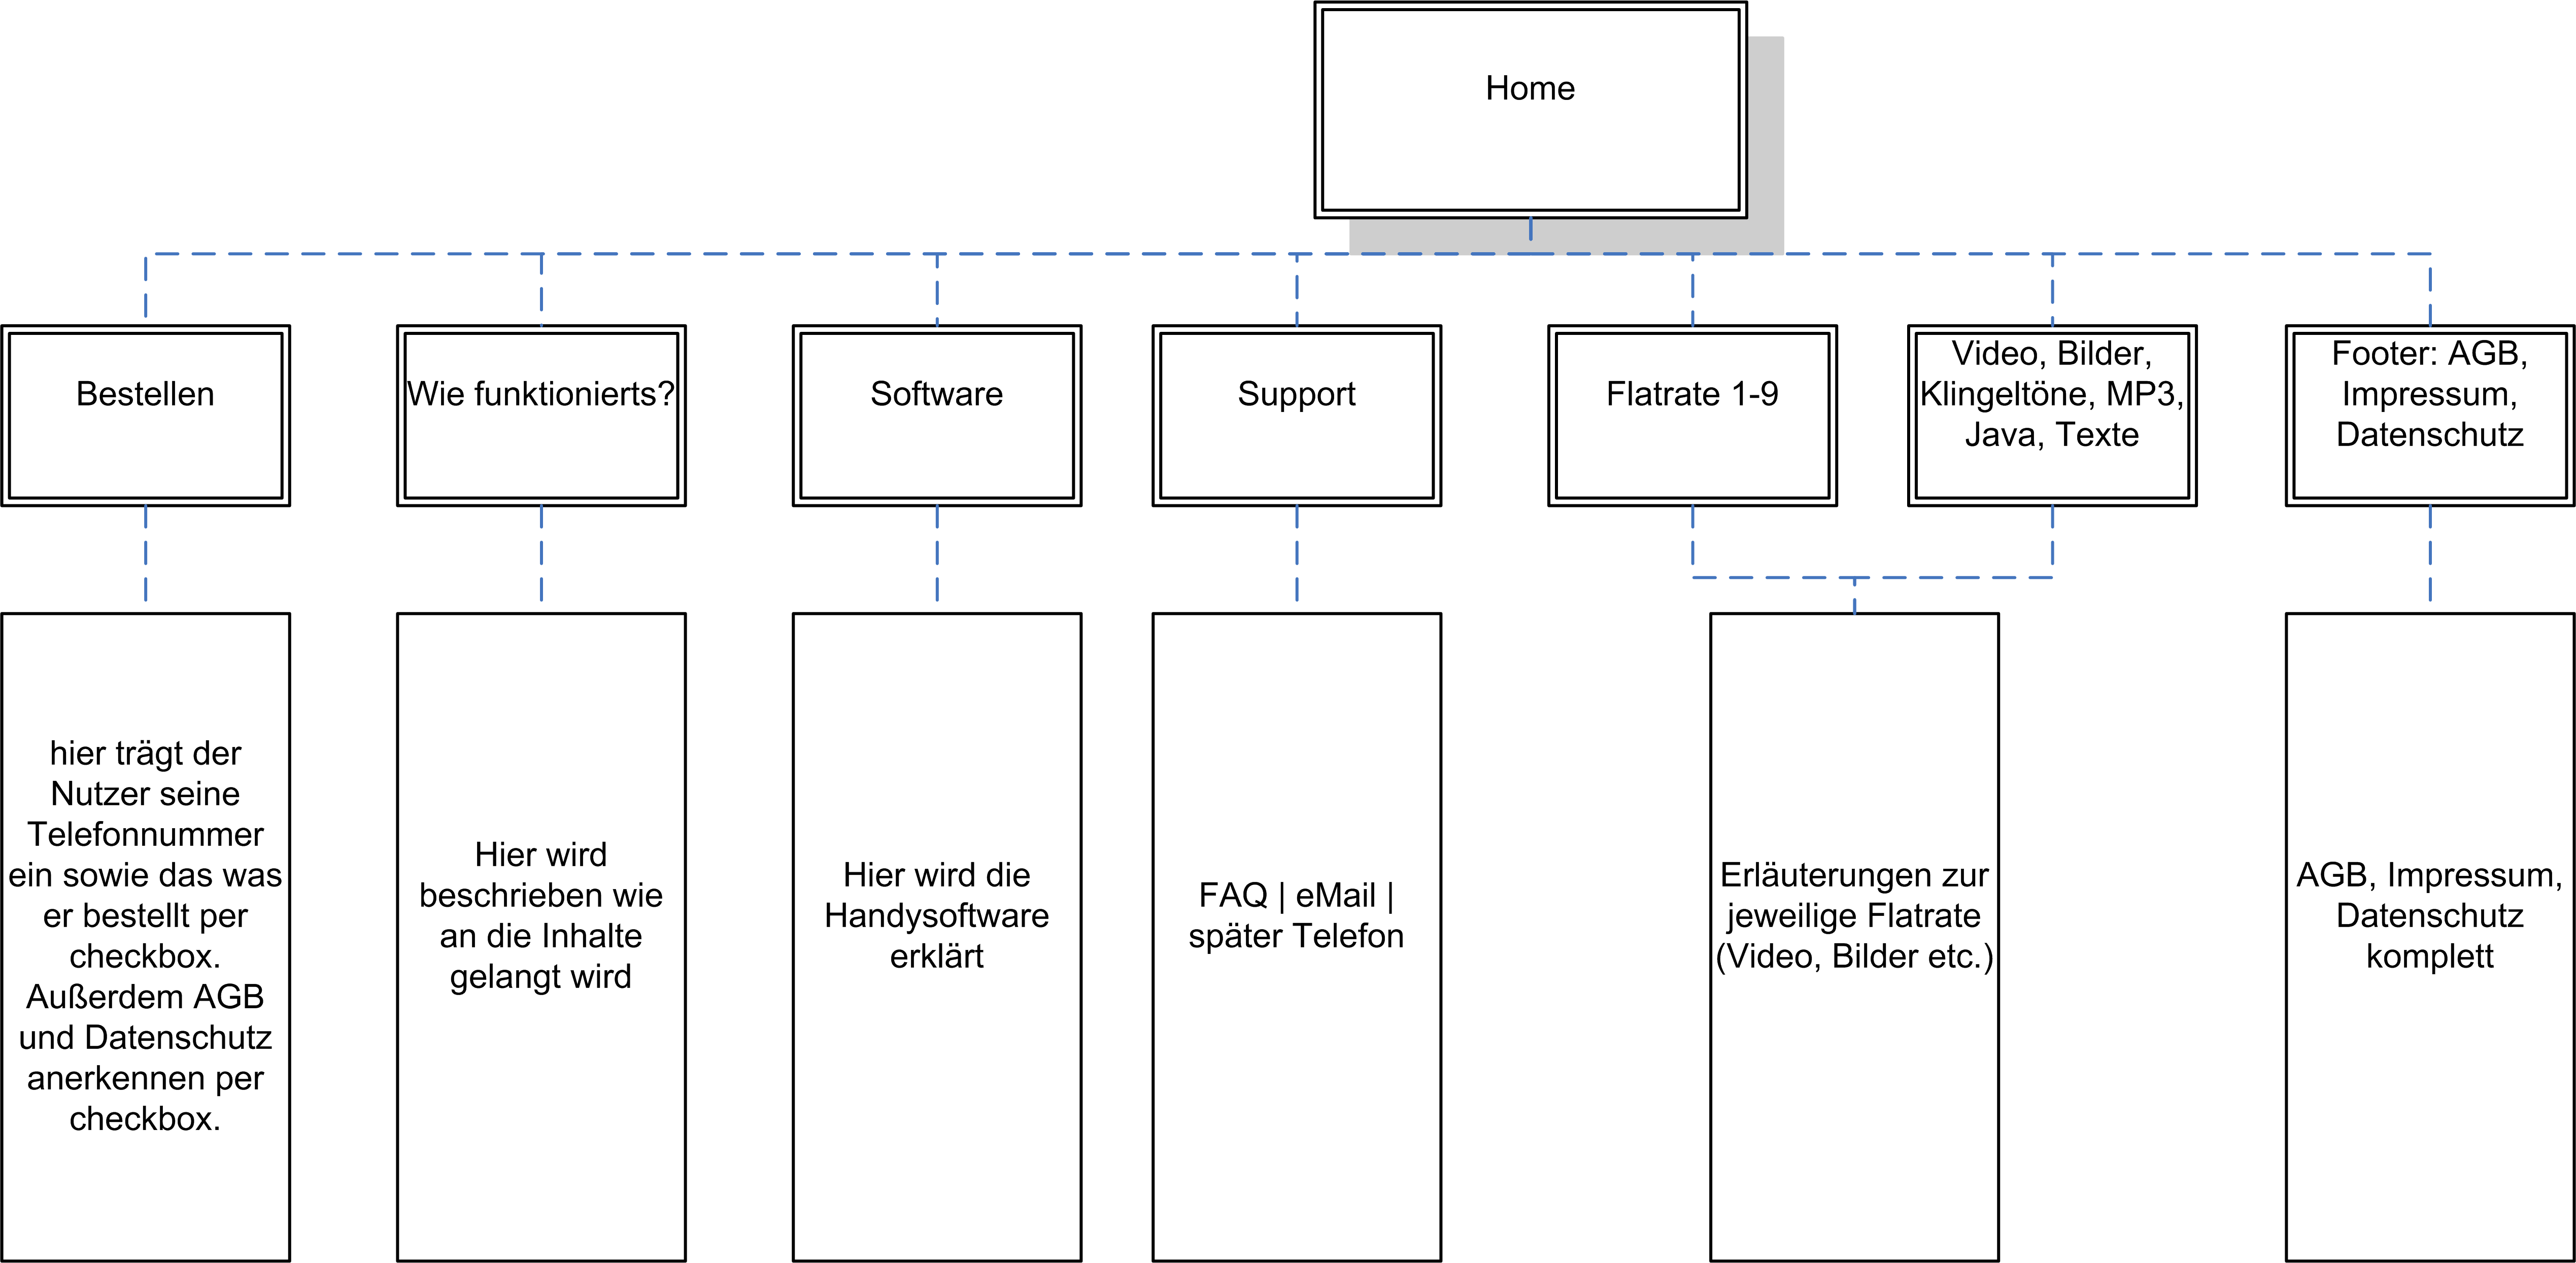 Home
Bestellen
Wie funktionierts?
Software
Support
Flatrate 1-9
Video, Bilder,
Klingeltöne, MP3,
Java, Texte
Footer: AGB,
Impressum,
Datenschutz
hier trägt der
Nutzer seine
Telefonnummer
ein sowie das was
er bestellt per
checkbox.
Außerdem AGB
und Datenschutz
anerkennen per
checkbox.
Hier wird
beschrieben wie
an die Inhalte
gelangt wird
Hier wird die
Handysoftware
erklärt
FAQ | eMail |
später Telefon
Erläuterungen zur
jeweilige Flatrate
(Video, Bilder etc.)
AGB, Impressum,
Datenschutz
komplett